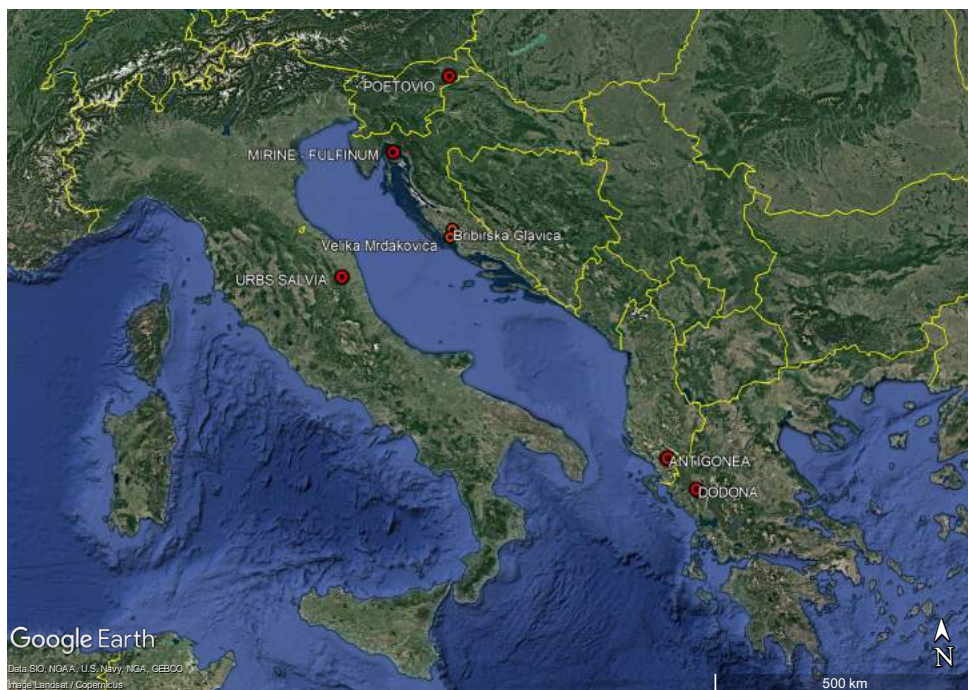 POETOVIO
MIRINE - FULFINUM
Bribirska Glavica
Velika Mrdakovica
URBS SALVIA
ANTIGONEA
DODONA
Google Earth
Data SIO, NOAA, U.S. Navy, NGA, GEBCO
Image Landsat / Copernicus
N
500 km